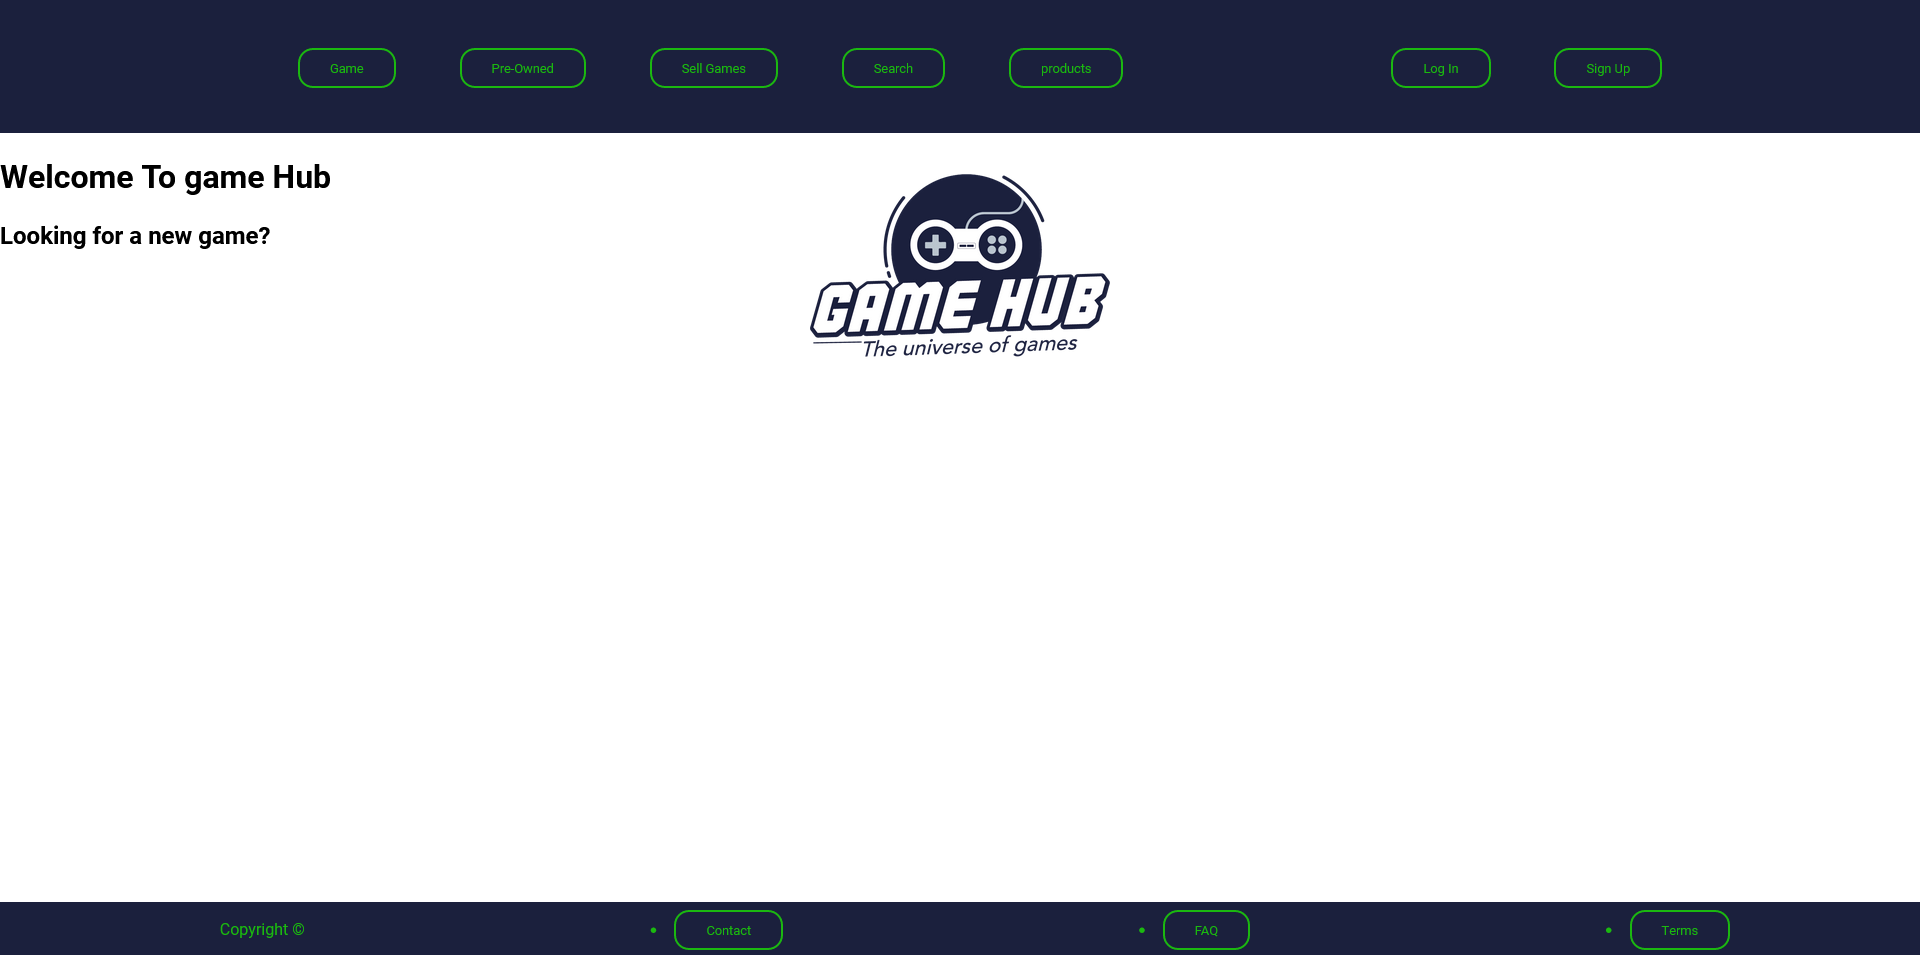 Game Pre-Owned Sell Games Search products Log In Sign Up
Welcome To game Hub
Looking for a new game?
GAME HUB
The universe of games
Copyright © • Contact • FAQ • Terms